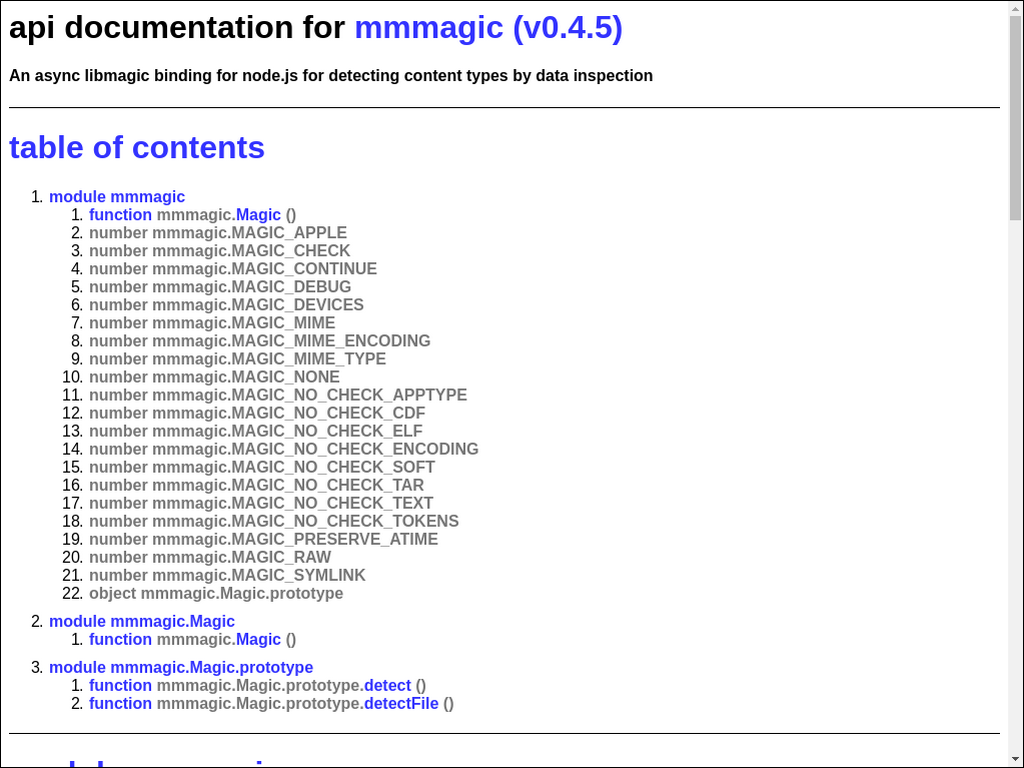 api documentation for mmmagic (v0.4.5)
An async libmagic binding for node.js for detecting content types by data inspection
table of contents
1. module mmmagic
1. function mmmagic.Magic ()
2. number mmmagic.MAGIC_APPLE
3. number mmmagic.MAGIC_CHECK
4. number mmmagic.MAGIC_CONTINUE
5. number mmmagic.MAGIC_DEBUG
6. number mmmagic.MAGIC_DEVICES
7. number mmmagic.MAGIC_MIME
8. number mmmagic.MAGIC_MIME_ENCODING
9. number mmmagic.MAGIC_MIME_TYPE
10. number mmmagic.MAGIC_NONE
11. number mmmagic.MAGIC_NO_CHECK_APPTYPE
12. number mmmagic.MAGIC_NO_CHECK_CDF
13. number mmmagic.MAGIC_NO_CHECK_ELF
14. number mmmagic.MAGIC_NO_CHECK_ENCODING
15. number mmmagic.MAGIC_NO_CHECK_SOFT
16. number mmmagic.MAGIC_NO_CHECK_TAR
17. number mmmagic.MAGIC_NO_CHECK_TEXT
18. number mmmagic.MAGIC_NO_CHECK_TOKENS
19. number mmmagic.MAGIC_PRESERVE_ATIME
20. number mmmagic.MAGIC_RAW
21. number mmmagic.MAGIC_SYMLINK
22. object mmmagic.Magic.prototype
2. module mmmagic.Magic
1. function mmmagic.Magic ()
3. module mmmagic.Magic.prototype
1. function mmmagic.Magic.prototype.detect ()
2. function mmmagic.Magic.prototype.detectFile ()